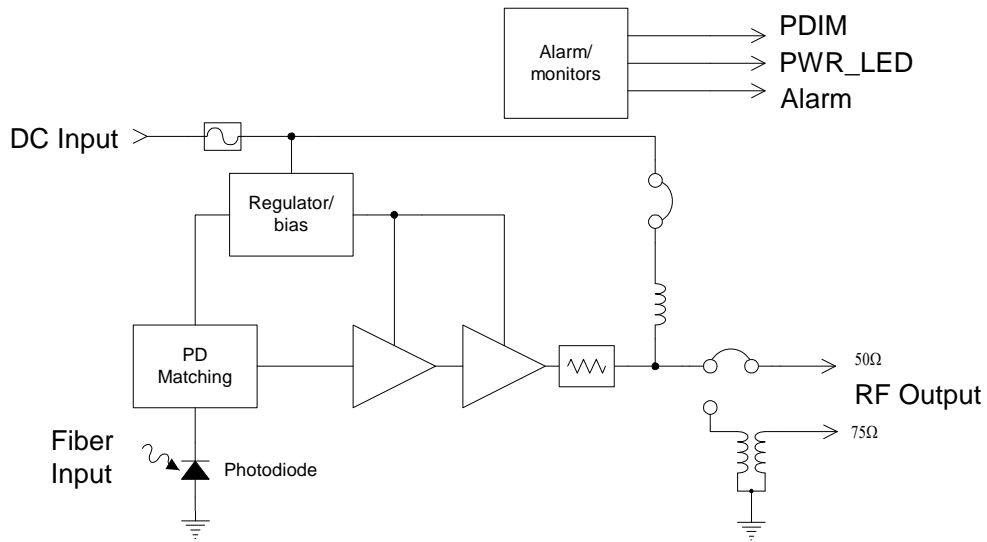 Alarm/
monitors
PDIM
PWR_LED
Alarm
DC Input
Regulator/
bias
PD
Matching
50Ω
RF Output
75Ω
Fiber
Input
Photodiode